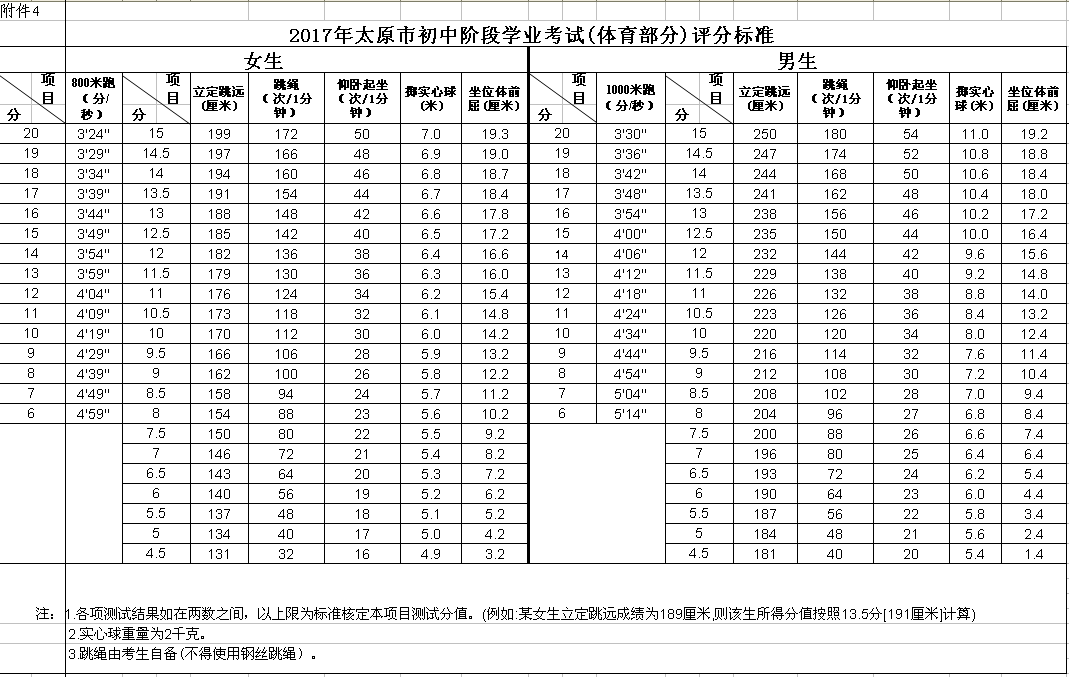 附件4
2017年太原市初中阶段学业考试(体育部分)评分标准
女生 男生
项目 分 800米跑(分/秒) 项目 分 立定跳远(厘米) 跳绳(次/1分钟) 仰卧起坐(次/1分钟) 掷实心球(米) 坐位体前屈(厘米) 项目 分 1000米跑(分/秒) 项目 分 立定跳远(厘米) 跳绳(次/1分钟) 仰卧起坐(次/1分钟) 掷实心球(米) 坐位体前屈(厘米)
20 3'24" 15 199 172 50 7.0 19.3 20 3'30" 15 250 180 54 11.0 19.2
19 3'29" 14.5 197 166 48 6.9 19.0 19 3'36" 14.5 247 174 52 10.8 18.8
18 3'34" 14 194 160 46 6.8 18.7 18 3'42" 14 244 168 50 10.6 18.4
17 3'39" 13.5 191 154 44 6.7 18.4 17 3'48" 13.5 241 162 48 10.4 18.0
16 3'44" 13 188 148 42 6.6 17.8 16 3'54" 13 238 156 46 10.2 17.2
15 3'49" 12.5 185 142 40 6.5 17.2 15 4'00" 12.5 235 150 44 10.0 16.4
14 3'54" 12 182 136 38 6.4 16.6 14 4'06" 12 232 144 42 9.6 15.6
13 3'59" 11.5 179 130 36 6.3 16.0 13 4'12" 11.5 229 138 40 9.2 14.8
12 4'04" 11 176 124 34 6.2 15.4 12 4'18" 11 226 132 38 8.8 14.0
11 4'09" 10.5 173 118 32 6.1 14.8 11 4'24" 10.5 223 126 36 8.4 13.2
10 4'19" 10 170 112 30 6.0 14.2 10 4'34" 10 220 120 34 8.0 12.4
9 4'29" 9.5 166 106 28 5.9 13.2 9 4'44" 9.5 216 114 32 7.6 11.4
8 4'39" 9 162 100 26 5.8 12.2 8 4'54" 9 212 108 30 7.2 10.4
7 4'49" 8.5 158 94 24 5.7 11.2 7 5'04" 8.5 208 102 28 7.0 9.4
6 4'59" 8 154 88 23 5.6 10.2 6 5'14" 8 204 96 27 6.8 8.4
7.5 150 80 22 5.5 9.2 7.5 200 88 26 6.6 7.4
7 146 72 21 5.4 8.2 7 196 80 25 6.4 6.4
6.5 143 64 20 5.3 7.2 6.5 193 72 24 6.2 5.4
6 140 56 19 5.2 6.2 6 190 64 23 6.0 4.4
5.5 137 48 18 5.1 5.2 5.5 187 56 22 5.8 3.4
5 134 40 17 5.0 4.2 5 184 48 21 5.6 2.4
4.5 131 32 16 4.9 3.2 4.5 181 40 20 5.4 1.4
注：1.各项测试结果如在两数之间，以上限为标准核定本项目测试分值。(例如:某女生立定跳远成绩为189厘米,则该生所得分值按照13.5分[191厘米]计算)
2.实心球重量为2千克。
3.跳绳由考生自备(不得使用钢丝跳绳）。